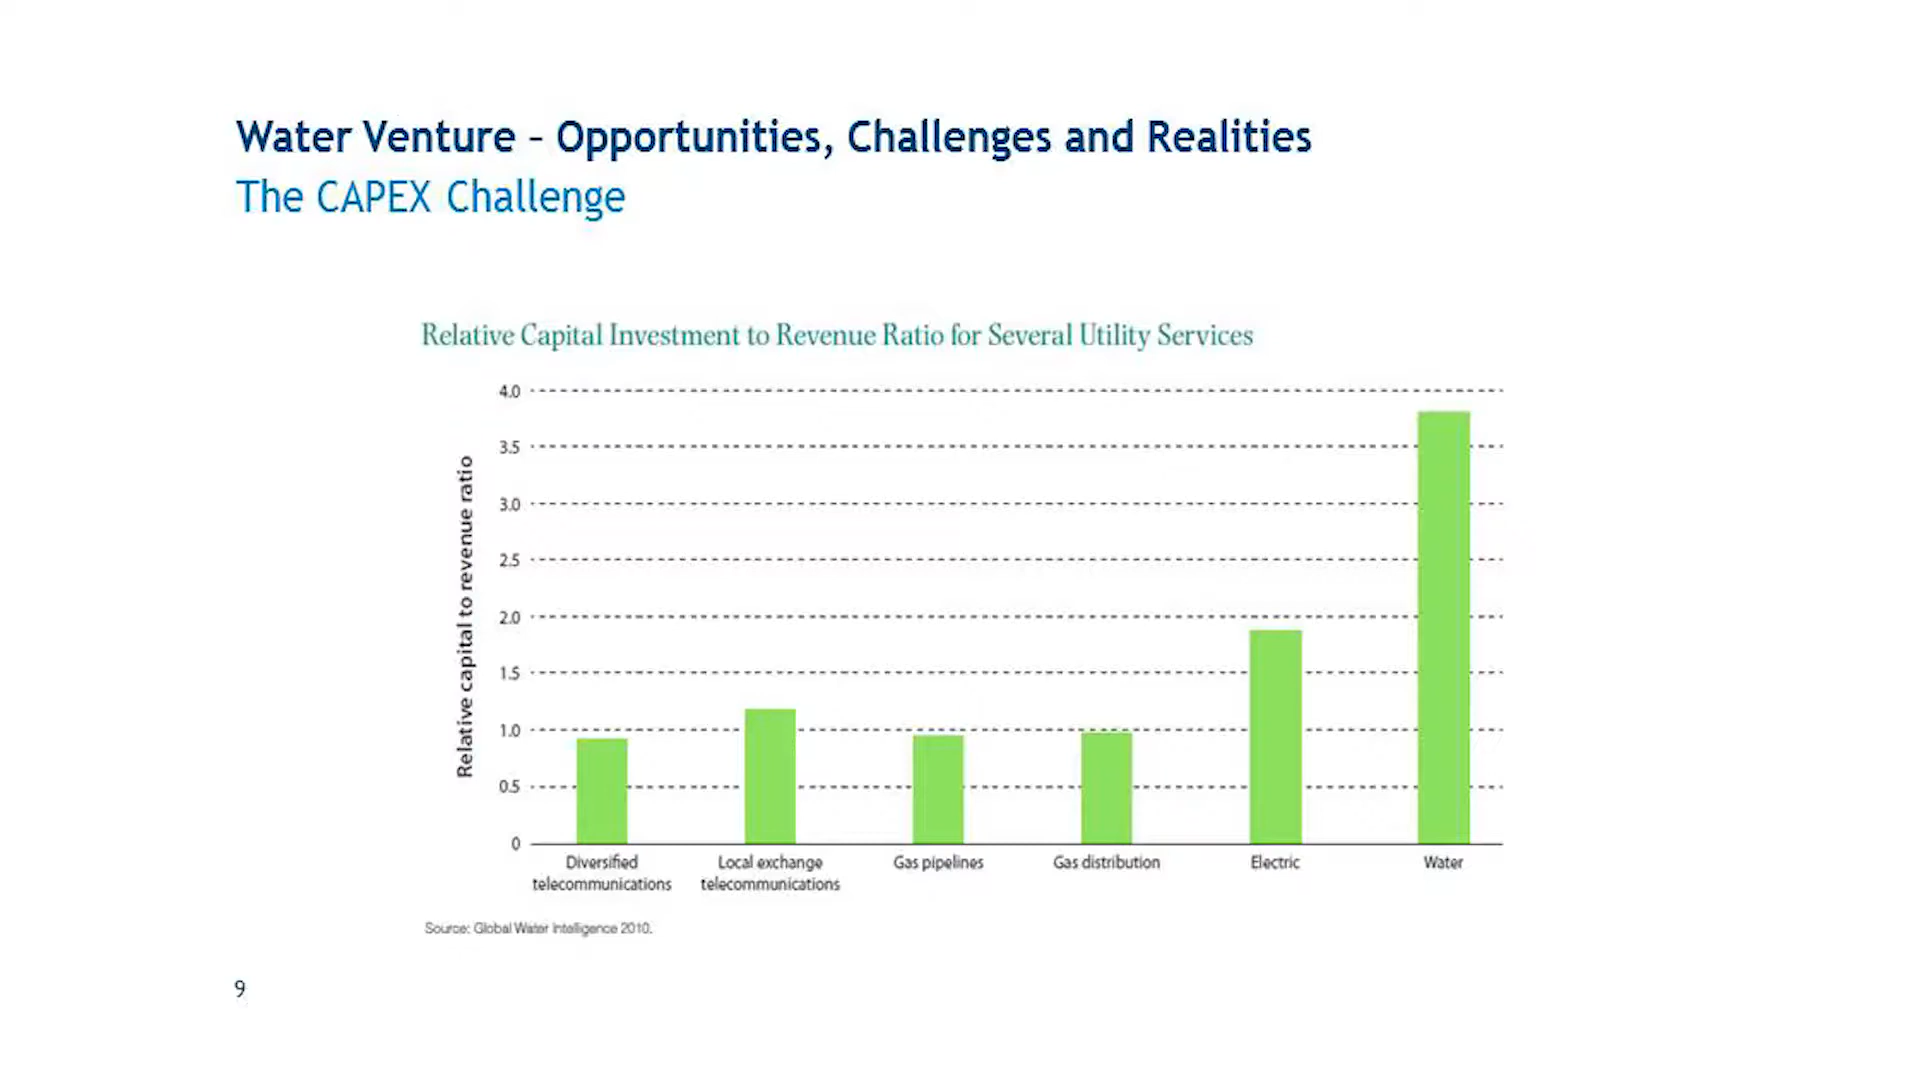 Water Venture – Opportunities, Challenges and Realities
The CAPEX Challenge
Relative Capital Investment to Revenue Ratio for Several Utility Services
Relative capital to revenue ratio
4.0
3.5
3.0
2.5
2.0
1.5
1.0
0.5
0
Diversified
telecommunications
Local exchange
telecommunications
Gas pipelines
Gas distribution
Electric
Water
Source: Global Water Intelligence 2010.
9